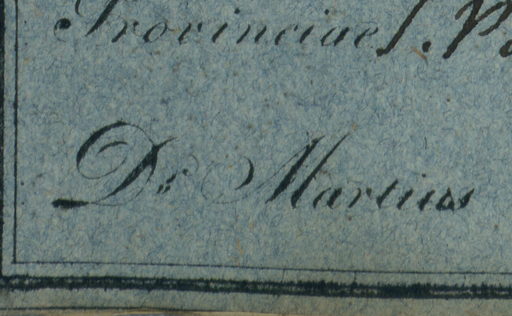 Provinciae S. P
Dr Martius